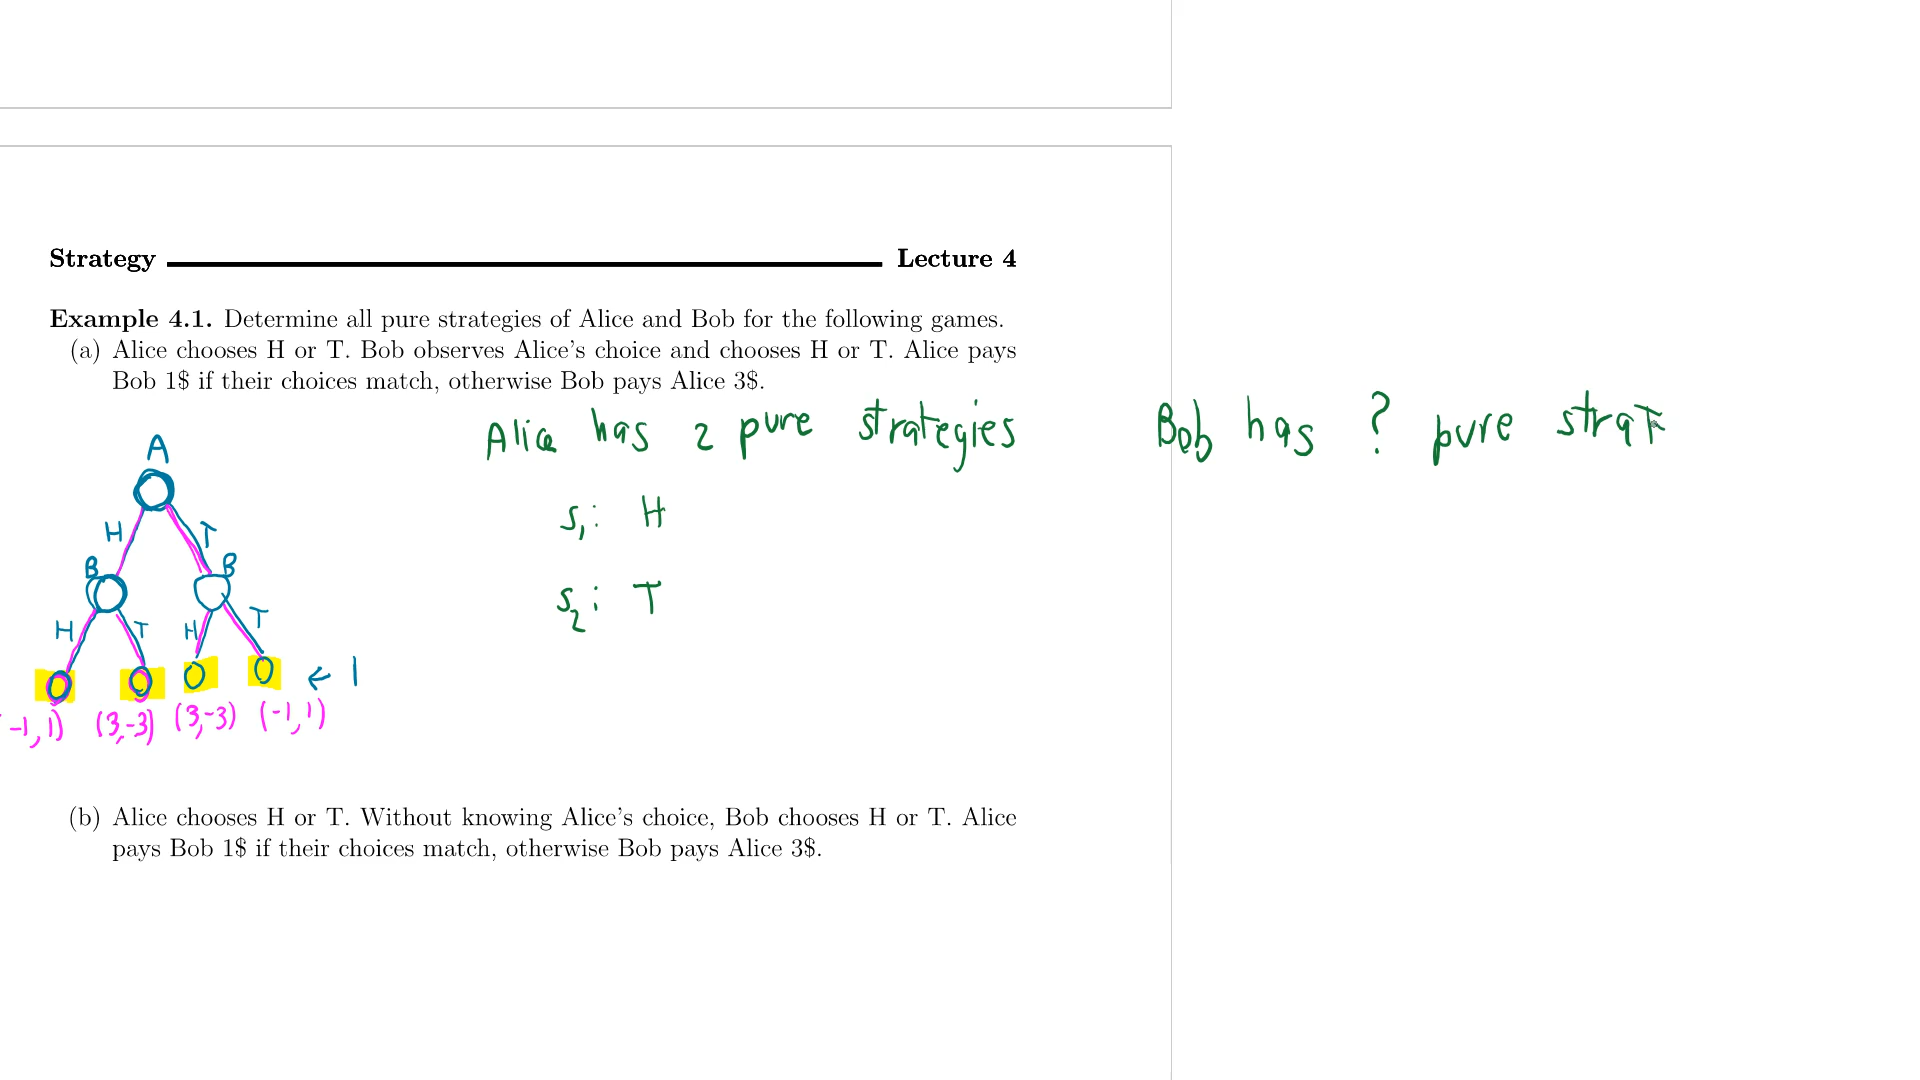 Strategy Lecture 4
Example 4.1. Determine all pure strategies of Alice and Bob for the following games.
(a) Alice chooses H or T. Bob observes Alice's choice and chooses H or T. Alice pays
Bob 1$ if their choices match, otherwise Bob pays Alice 3$.
Alice has 2 pure strategies Bob has ? pure strat
A
S1: H
H T
B B
S2: T
H T H T
← 1
-1, 1) (3,-3) (3,-3) (-1, 1)
(b) Alice chooses H or T. Without knowing Alice's choice, Bob chooses H or T. Alice
pays Bob 1$ if their choices match, otherwise Bob pays Alice 3$.